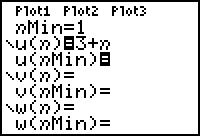 Plot1 Plot2 Plot3
nMin=1
\u(n)=3+n
u(nMin)=
\v(n)=
v(nMin)=
\w(n)=
w(nMin)=